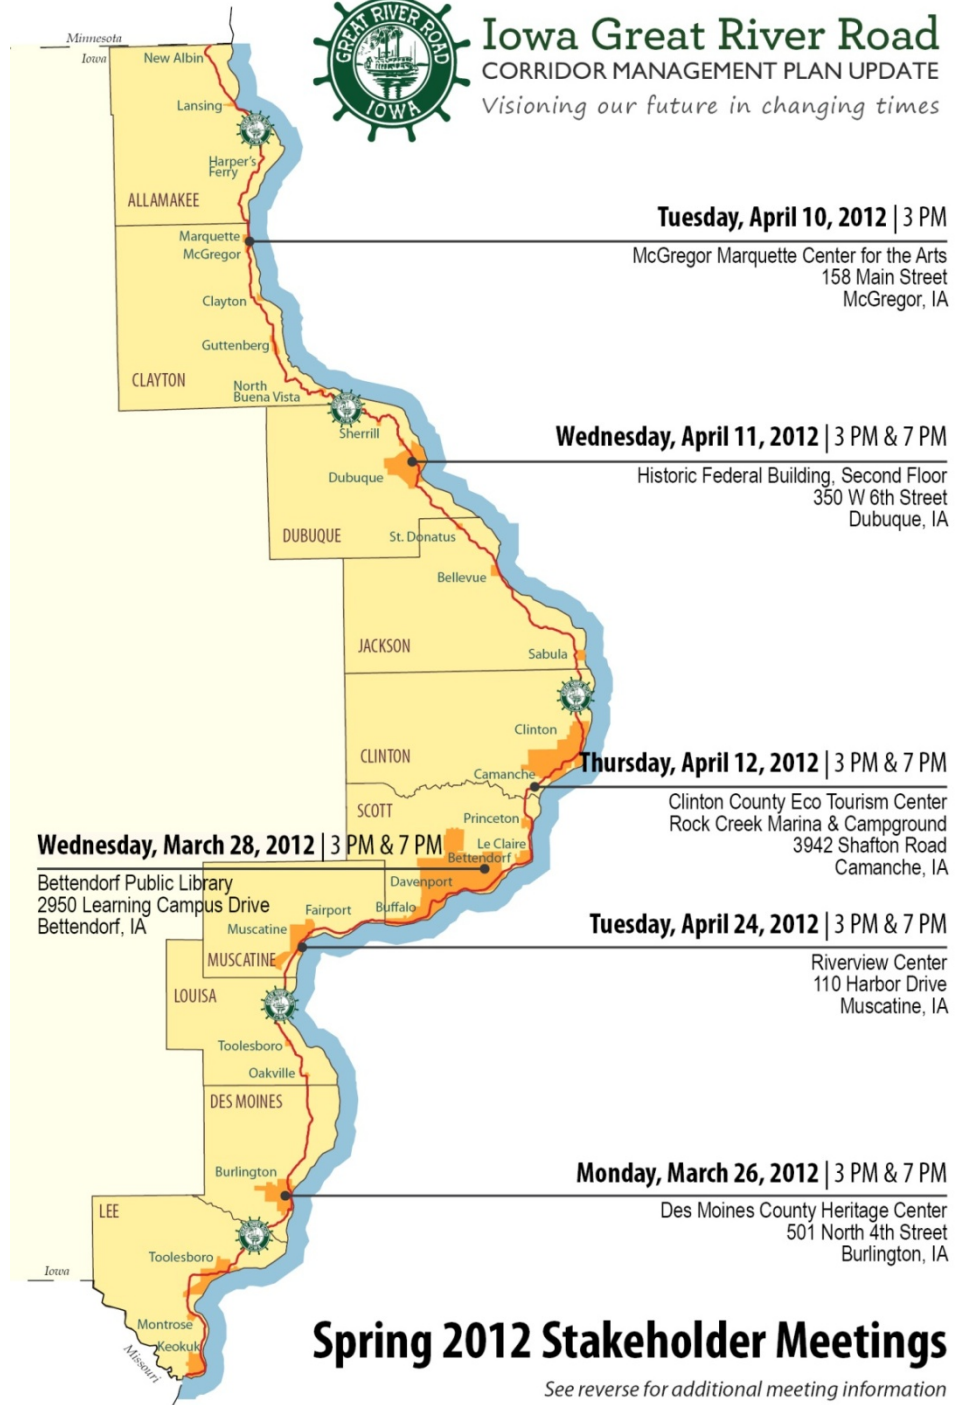 GREAT RIVER ROAD
IOWA
Iowa Great River Road
CORRIDOR MANAGEMENT PLAN UPDATE
Visioning our future in changing times
Minnesota
Iowa
New Albin
Lansing
Harper's
Ferry
ALLAMAKEE
Tuesday, April 10, 2012 | 3 PM
McGregor Marquette Center for the Arts
158 Main Street
McGregor, IA
Marquette
McGregor
Clayton
Guttenberg
CLAYTON
North
Buena Vista
Sherrill
Wednesday, April 11, 2012 | 3 PM & 7 PM
Historic Federal Building, Second Floor
350 W 6th Street
Dubuque, IA
Dubuque
DUBUQUE
St. Donatus
Bellevue
JACKSON
Sabula
Clinton
CLINTON
Thursday, April 12, 2012 | 3 PM & 7 PM
Clinton County Eco Tourism Center
Rock Creek Marina & Campground
3942 Shafton Road
Camanche, IA
Camanche
SCOTT
Princeton
Le Claire
Bettendorf
Wednesday, March 28, 2012 | 3 PM & 7 PM
Bettendorf Public Library
2950 Learning Campus Drive
Bettendorf, IA
Davenport
Buffalo
Fairport
Muscatine
MUSCATINE
Tuesday, April 24, 2012 | 3 PM & 7 PM
Riverview Center
110 Harbor Drive
Muscatine, IA
LOUISA
Toolesboro
Oakville
DES MOINES
Burlington
Monday, March 26, 2012 | 3 PM & 7 PM
Des Moines County Heritage Center
501 North 4th Street
Burlington, IA
LEE
Toolesboro
Iowa
Montrose
Keokuk
Missouri
Spring 2012 Stakeholder Meetings
See reverse for additional meeting information